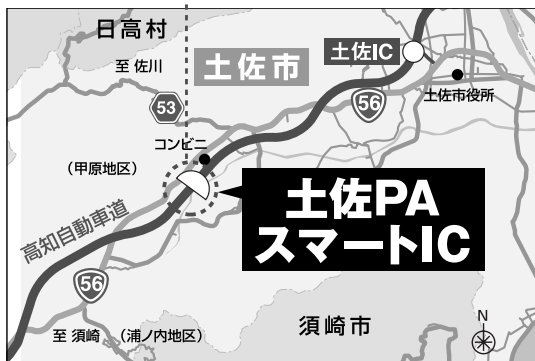 日高村
至 佐川
土佐市
土佐IC
53
56
土佐市役所
コンビニ
(甲原地区)
土佐PA
スマートIC
高知自動車道
56
至 須崎
(浦ノ内地区)
須崎市
N